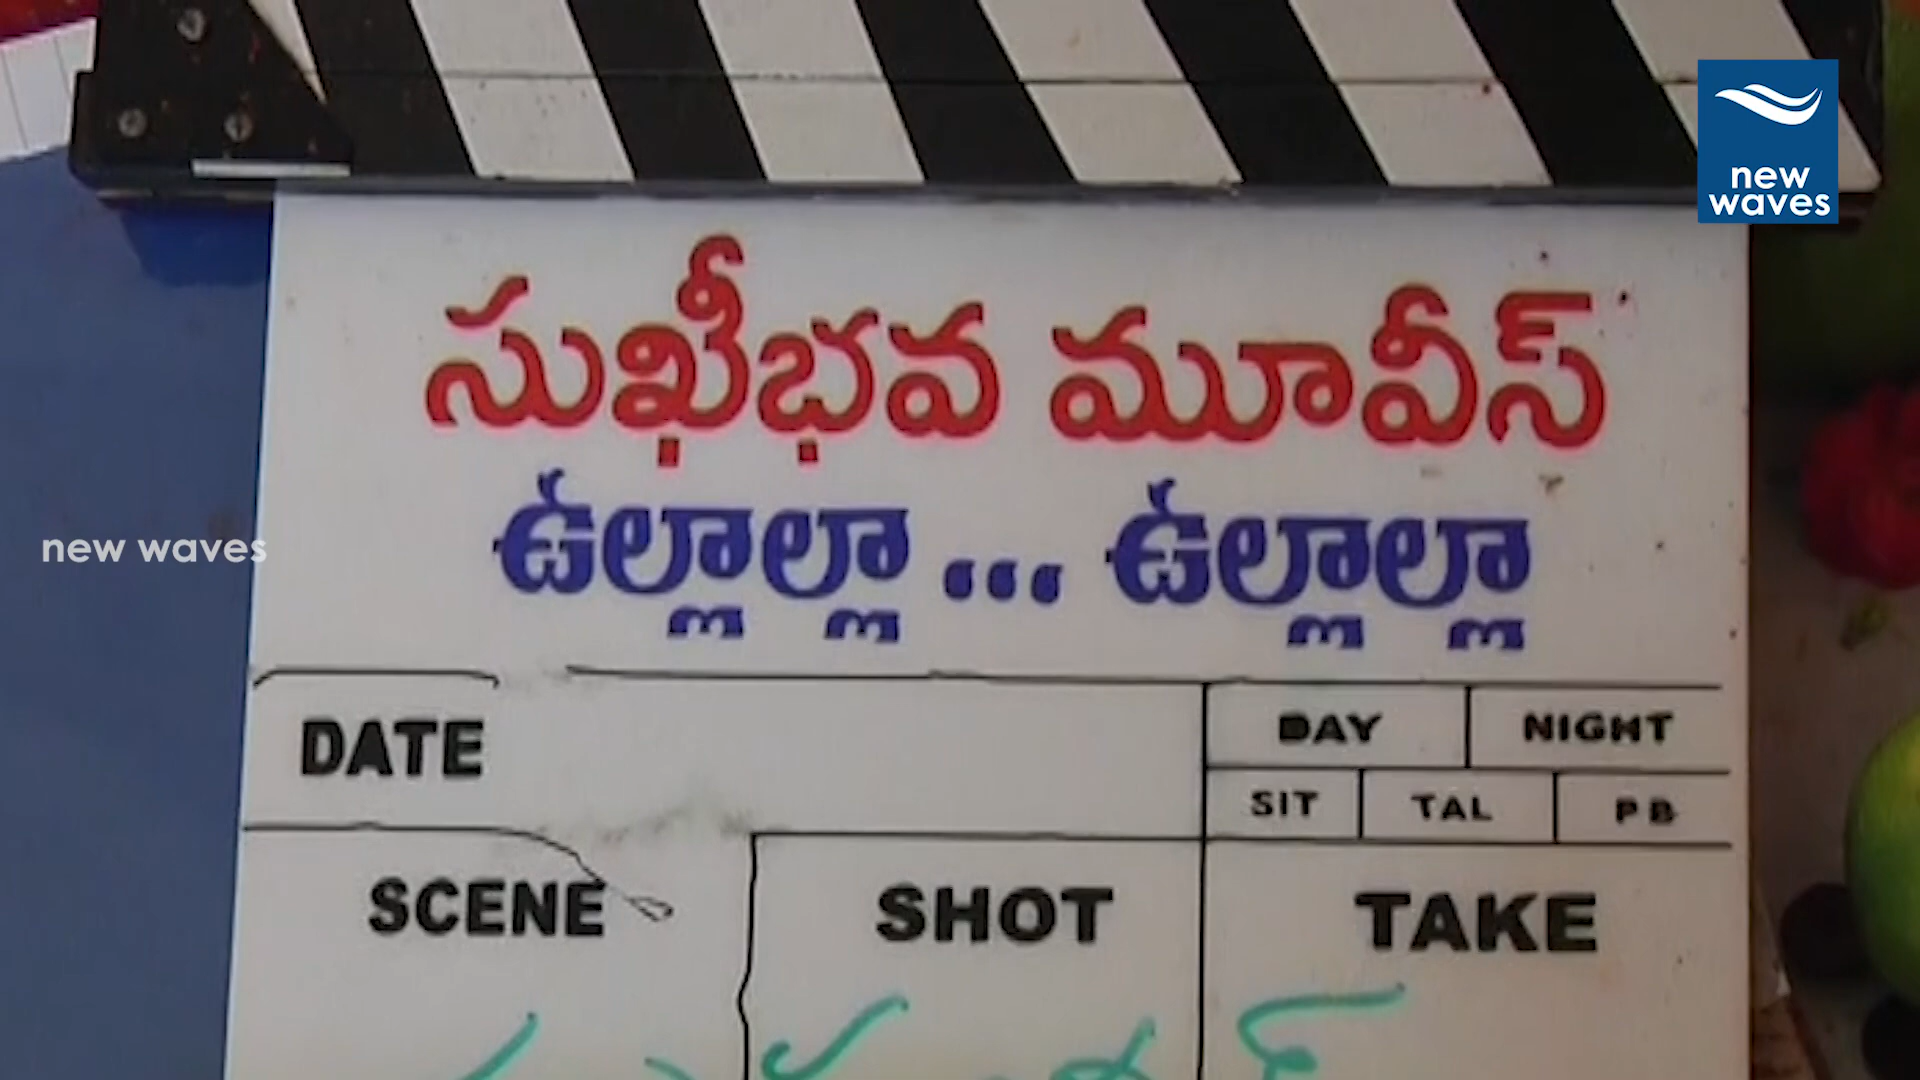 new
waves
సుఖీభవ మూవీస్
ఉల్లాల్లా... ఉల్లాల్లా
new waves
DATE
DAY NIGHT
SIT TAL PB
SCENE SHOT TAKE